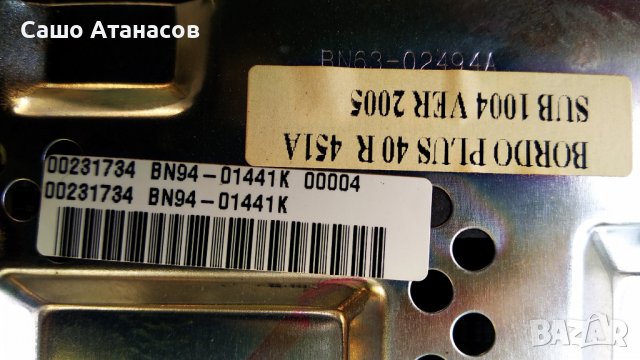 Сашо Атанасов
BN63-02494A
BORDO PLUS 40 R 451A
SUB 1004 VER 2005
00231734 BN94-01441K 00004
00231734 BN94-01441K
BAZAR